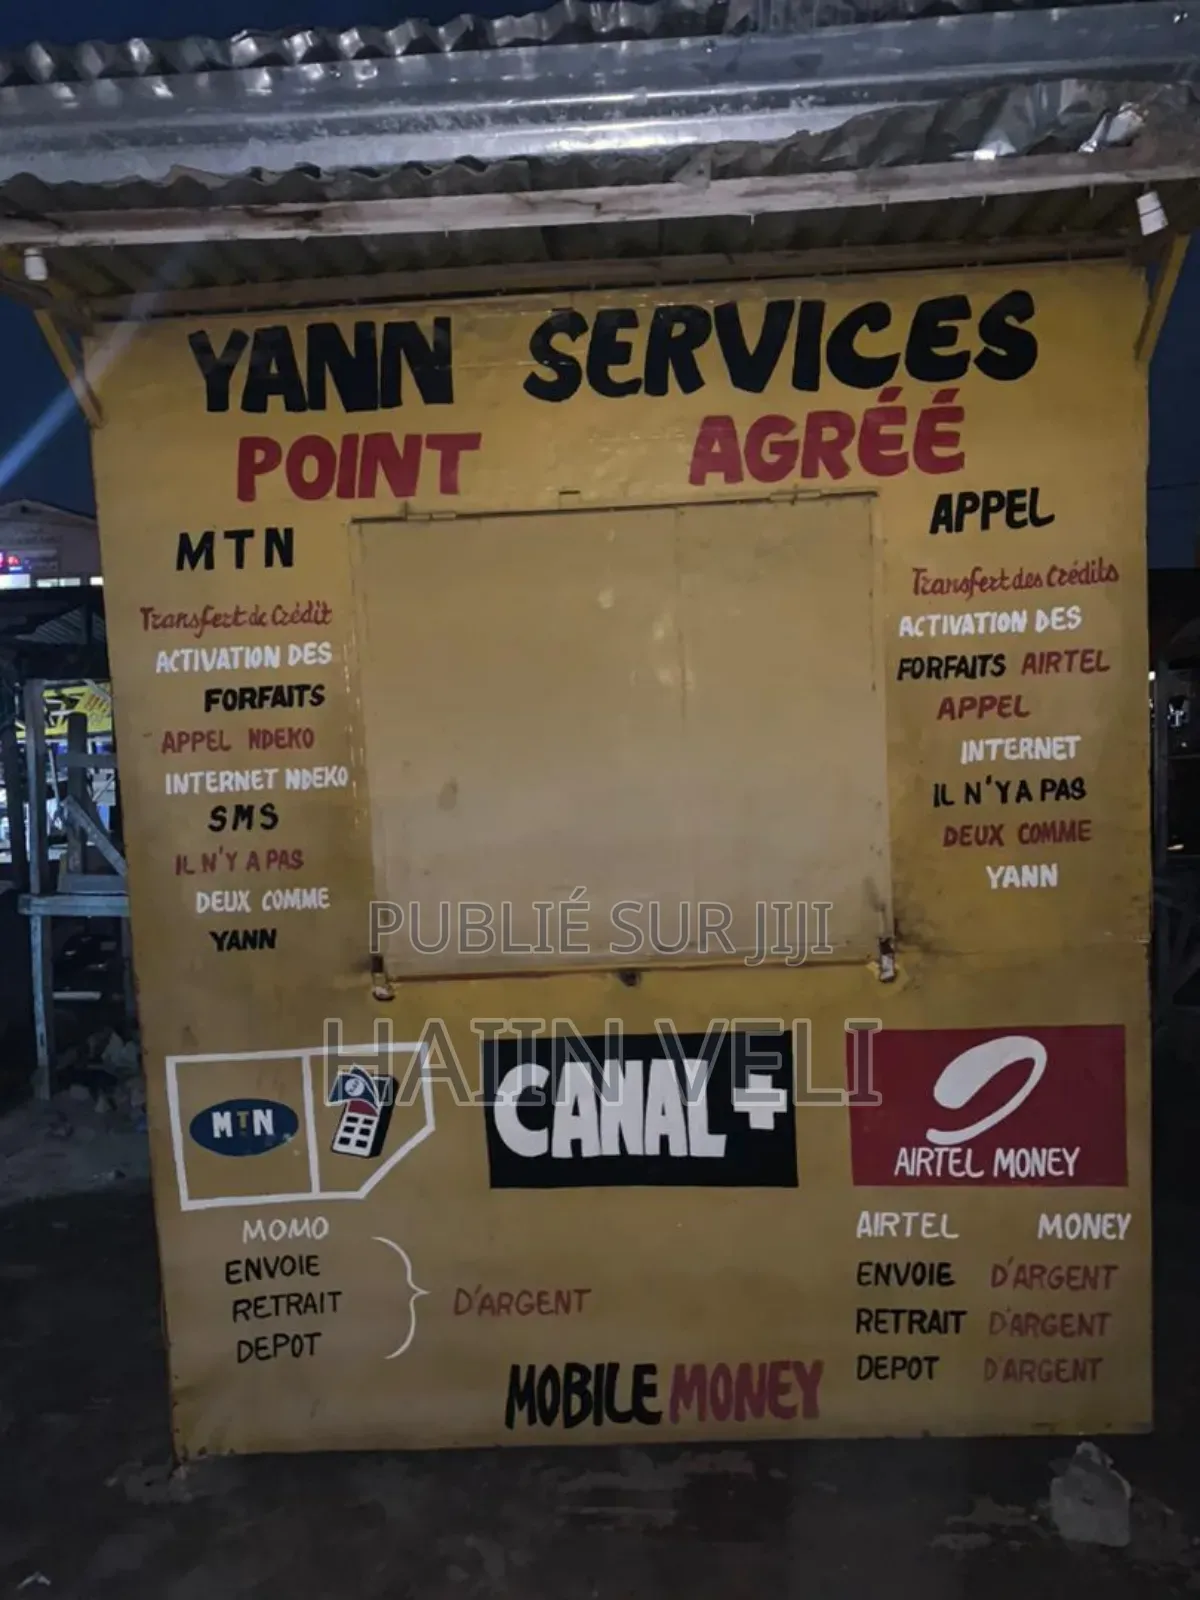 YANN SERVICES
POINT AGRÉÉ
MTN
Transfert de Crédit
ACTIVATION DES
FORFAITS
APPEL NDEKO
INTERNET NDEKO
SMS
IL N'Y A PAS
DEUX COMME
YANN
APPEL
Transfert des Crédits
ACTIVATION DES
FORFAITS AIRTEL
APPEL
INTERNET
IL N'Y A PAS
DEUX COMME
YANN
PUBLIÉ SUR JIJI
HAIIN VELI
MTN
CANAL+
AIRTEL MONEY
MOMO
ENVOIE
RETRAIT
DEPOT
D'ARGENT
AIRTEL MONEY
ENVOIE D'ARGENT
RETRAIT D'ARGENT
DEPOT D'ARGENT
MOBILE MONEY